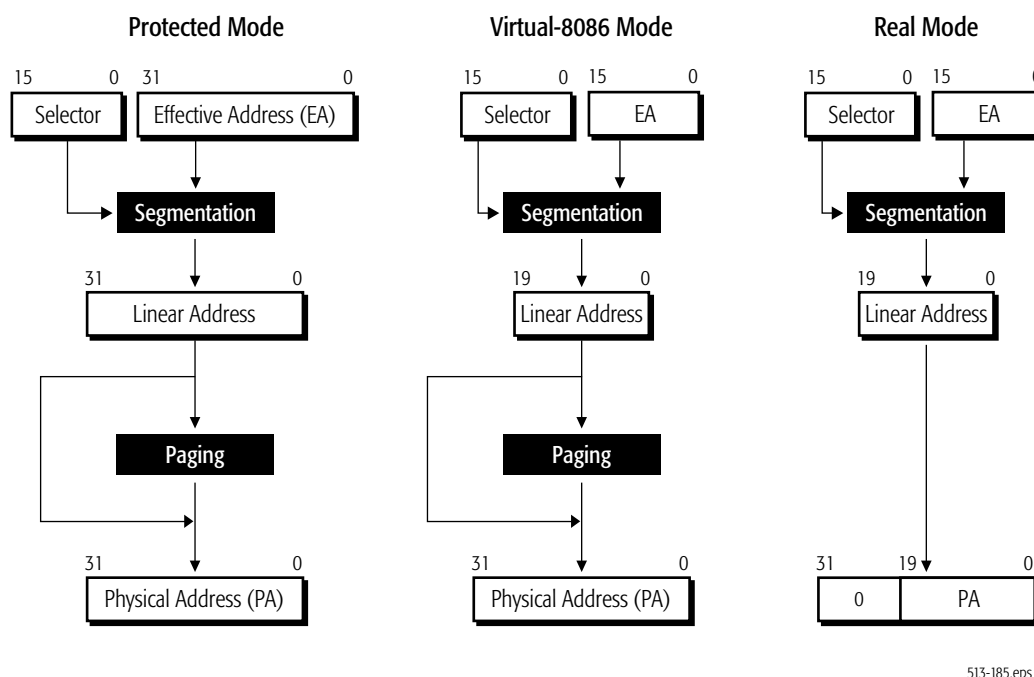 Protected Mode
Virtual-8086 Mode
Real Mode
15 0 31 0
15 0 15 0
15 0 15 0
Selector
Effective Address (EA)
Selector
EA
Selector
EA
Segmentation
Segmentation
Segmentation
31 0
19 0
19 0
Linear Address
Linear Address
Linear Address
Paging
Paging
31 0
31 0
31 19 0
Physical Address (PA)
Physical Address (PA)
0
PA
513-185.eps